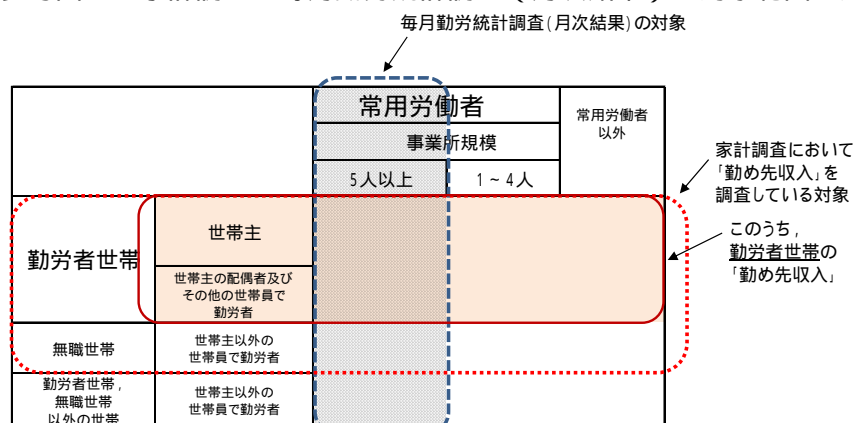 毎月勤労統計調査(月次結果)の対象
常用労働者
常用労働者
以外
事業所規模
5人以上
1~4人
家計調査において
「勤め先収入」を
調査している対象
このうち,
勤労者世帯の
「勤め先収入」
勤労者世帯
世帯主
世帯主の配偶者及び
その他の世帯員で
勤労者
無職世帯
世帯主以外の
世帯員で勤労者
勤労者世帯,
無職世帯
以外の世帯
世帯主以外の
世帯員で勤労者